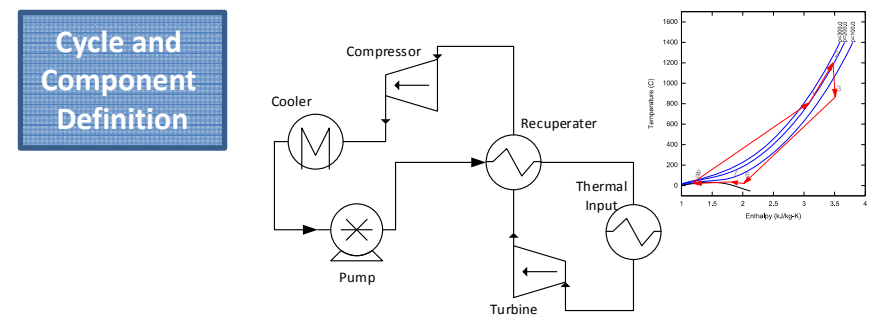 Cycle and
Component
Definition
Compressor
Cooler
Recuperater
Thermal
Input
Pump
Turbine
Temperature (C)
1600
1400
1200
1000
800
600
400
200
0
1
1.5
2
2.5
3
3.5
4
Enthalpy (kJ/kg-K)
3